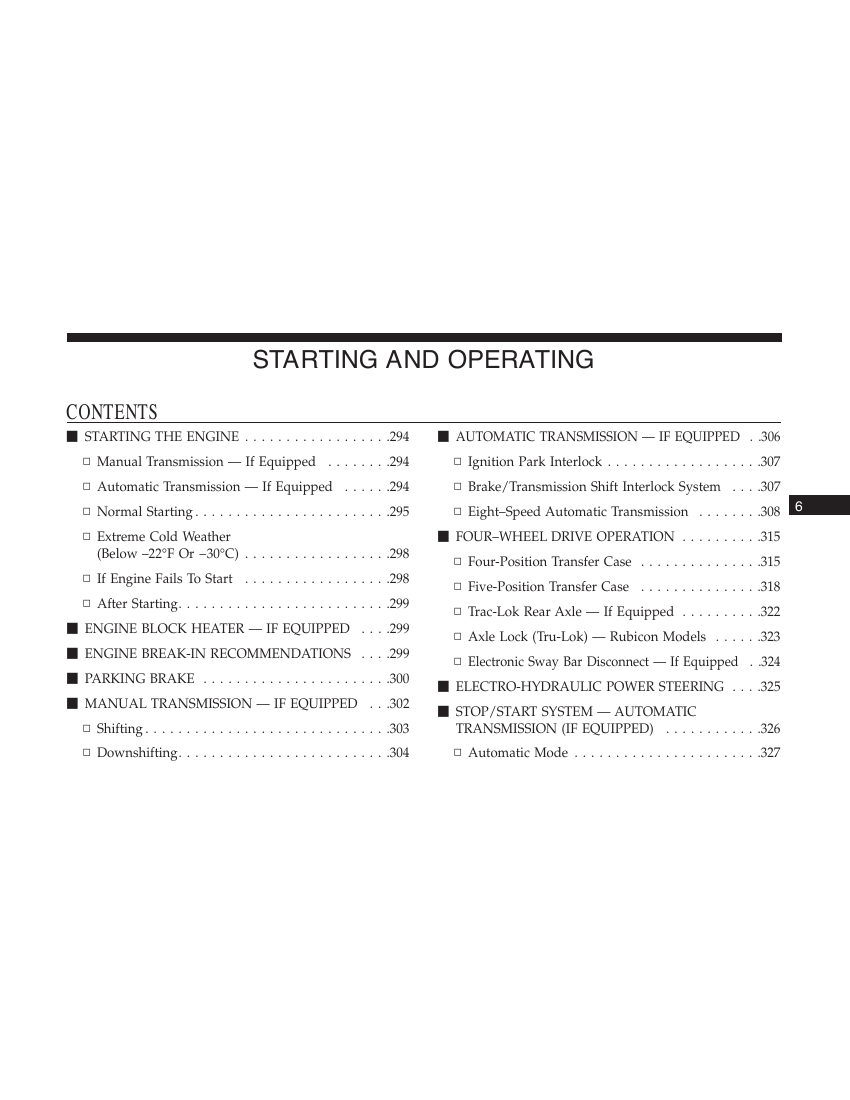 STARTING AND OPERATING
CONTENTS
■ STARTING THE ENGINE . . . . . . . . . . . . . . . . . .294
□ Manual Transmission — If Equipped . . . . . . . .294
□ Automatic Transmission — If Equipped . . . . . .294
□ Normal Starting . . . . . . . . . . . . . . . . . . . . . . . .295
□ Extreme Cold Weather
(Below –22°F Or −30°C) . . . . . . . . . . . . . . . . . .298
□ If Engine Fails To Start . . . . . . . . . . . . . . . . . .298
□ After Starting. . . . . . . . . . . . . . . . . . . . . . . . . .299
■ ENGINE BLOCK HEATER — IF EQUIPPED . . . .299
■ ENGINE BREAK-IN RECOMMENDATIONS . . . .299
■ PARKING BRAKE . . . . . . . . . . . . . . . . . . . . . . .300
■ MANUAL TRANSMISSION — IF EQUIPPED . . .302
□ Shifting . . . . . . . . . . . . . . . . . . . . . . . . . . . . . .303
□ Downshifting. . . . . . . . . . . . . . . . . . . . . . . . . .304
■ AUTOMATIC TRANSMISSION — IF EQUIPPED . .306
□ Ignition Park Interlock . . . . . . . . . . . . . . . . . . .307
□ Brake/Transmission Shift Interlock System . . . .307
□ Eight–Speed Automatic Transmission . . . . . . . .308
■ FOUR–WHEEL DRIVE OPERATION . . . . . . . . . .315
□ Four-Position Transfer Case . . . . . . . . . . . . . . .315
□ Five-Position Transfer Case . . . . . . . . . . . . . . .318
□ Trac-Lok Rear Axle — If Equipped . . . . . . . . . .322
□ Axle Lock (Tru-Lok) — Rubicon Models . . . . . .323
□ Electronic Sway Bar Disconnect — If Equipped . .324
■ ELECTRO-HYDRAULIC POWER STEERING . . . .325
■ STOP/START SYSTEM — AUTOMATIC
TRANSMISSION (IF EQUIPPED) . . . . . . . . . . . .326
□ Automatic Mode . . . . . . . . . . . . . . . . . . . . . . .327
6